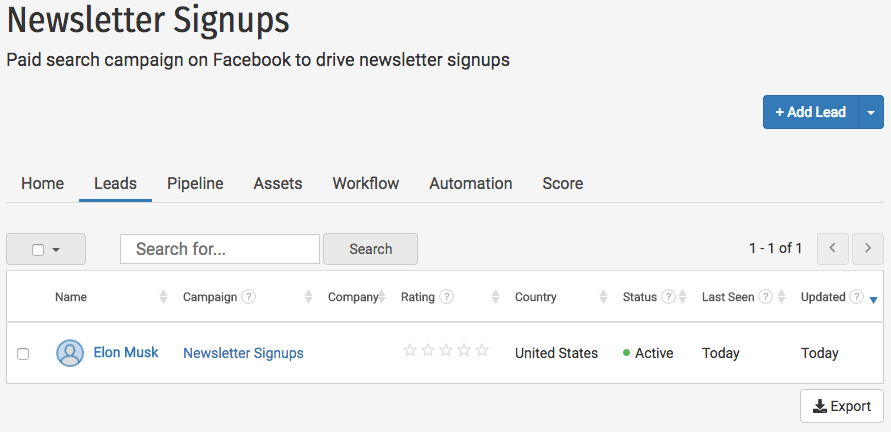 Newsletter Signups
Paid search campaign on Facebook to drive newsletter signups
+ Add Lead
Home Leads Pipeline Assets Workflow Automation Score
Search for... Search 1 - 1 of 1
Name Campaign ? Company Rating ? Country Status ? Last Seen ? Updated ?
Elon Musk Newsletter Signups United States Active Today Today
Export